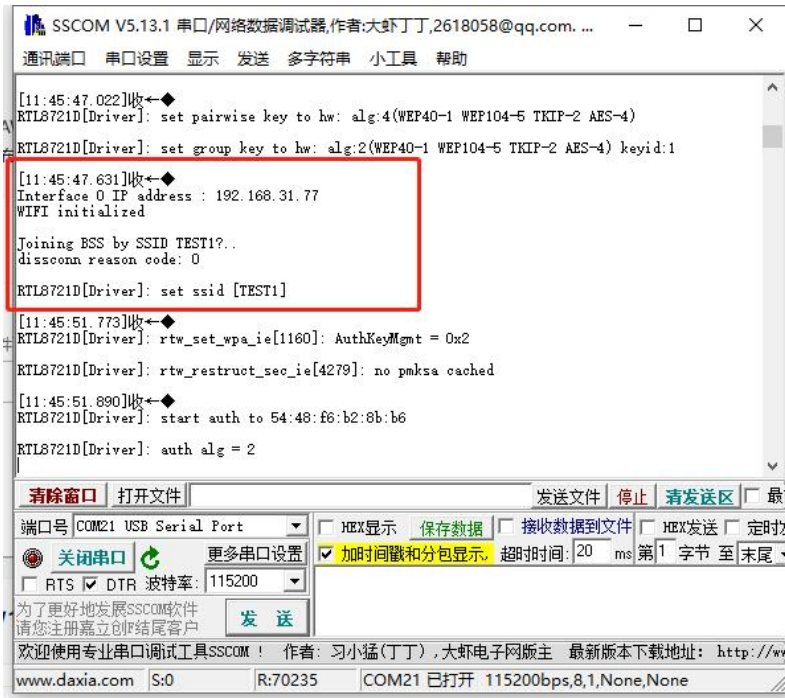 SSCOM V5.13.1 串口/网络数据调试器,作者:大虾丁丁,2618058@qq.com. ...
通讯端口 串口设置 显示 发送 多字符串 小工具 帮助
[11:45:47.022]收←◆
RTL8721D[Driver]: set pairwise key to hw: alg:4(WEP40-1 WEP104-5 TKIP-2 AES-4)
RTL8721D[Driver]: set group key to hw: alg:2(WEP40-1 WEP104-5 TKIP-2 AES-4) keyid:1
[11:45:47.631]收←◆
Interface 0 IP address : 192.168.31.77
WIFI initialized
Joining BSS by SSID TEST1?..
dissconn reason code: 0
RTL8721D[Driver]: set ssid [TEST1]
[11:45:51.773]收←◆
RTL8721D[Driver]: rtw_set_wpa_ie[1160]: AuthKeyMgmt = 0x2
RTL8721D[Driver]: rtw_restruct_sec_ie[4279]: no pmksa cached
[11:45:51.890]收←◆
RTL8721D[Driver]: start auth to 54:48:f6:b2:8b:b6
RTL8721D[Driver]: auth alg = 2
清除窗口 打开文件 发送文件 停止 清发送区 最
端口号 COM21 USB Serial Port HEX显示 保存数据 接收数据到文件 HEX发送 定时
关闭串口 更多串口设置 加时间戳和分包显示, 超时时间: 20 ms 第 1 字节 至 末尾
RTS DTR 波特率: 115200
为了更好地发展SSCOM软件
请您注册嘉立创F结尾客户
发 送
欢迎使用专业串口调试工具SSCOM ! 作者: 习小猛(丁丁) ,大虾电子网版主 最新版本下载地址: http://
www.daxia.com S:0 R:70235 COM21 已打开 115200bps,8,1,None,None